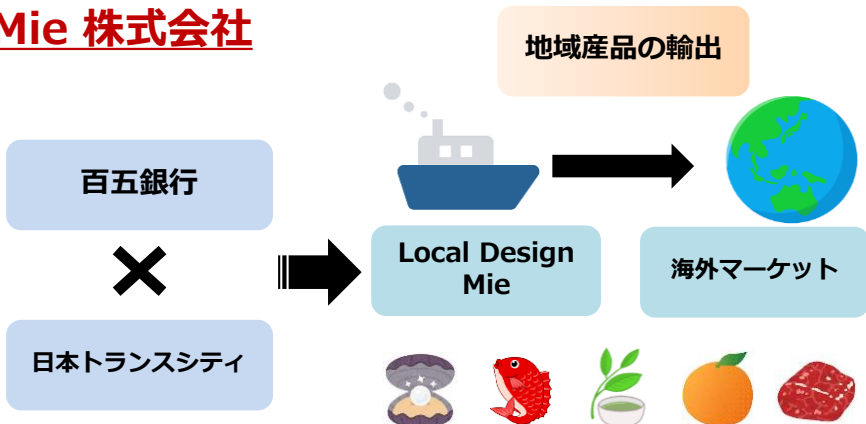 Mie 株式会社
地域産品の輸出
百五銀行
Local Design
Mie
海外マーケット
日本トランスシティ